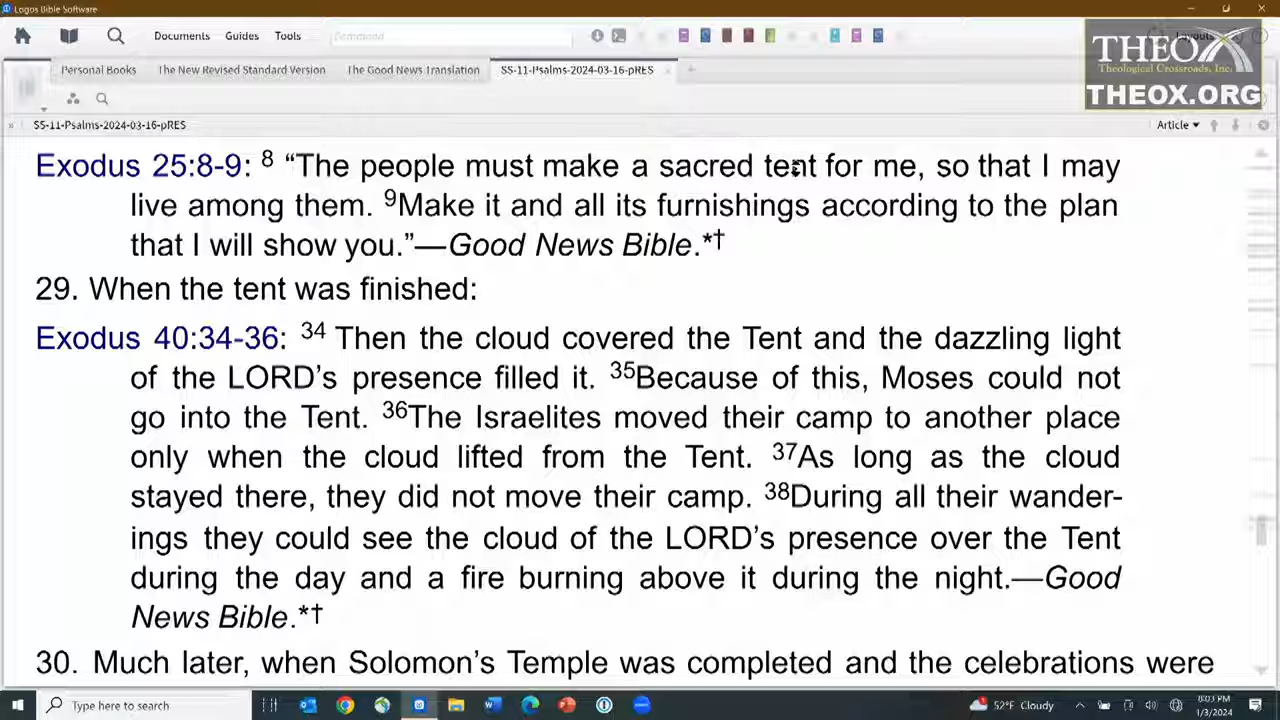 Logos Bible Software
Documents Guides Tools Command
Layouts
THEOX
Theological Crossroads, Inc.
THEOX.ORG
Personal Books The New Revised Standard Version The Good News Translation SS-11-Psalms-2024-03-16-pRES
SS-11-Psalms-2024-03-16-pRES Article
Exodus 25:8-9: 8 “The people must make a sacred tent for me, so that I may
live among them. 9Make it and all its furnishings according to the plan
that I will show you.”—Good News Bible.*†
29. When the tent was finished:
Exodus 40:34-36: 34 Then the cloud covered the Tent and the dazzling light
of the LORD’s presence filled it. 35Because of this, Moses could not
go into the Tent. 36The Israelites moved their camp to another place
only when the cloud lifted from the Tent. 37As long as the cloud
stayed there, they did not move their camp. 38During all their wander-
ings they could see the cloud of the LORD’s presence over the Tent
during the day and a fire burning above it during the night.—Good
News Bible.*†
30. Much later, when Solomon’s Temple was completed and the celebrations were
Type here to search
52°F Cloudy
8:03 PM
1/3/2024